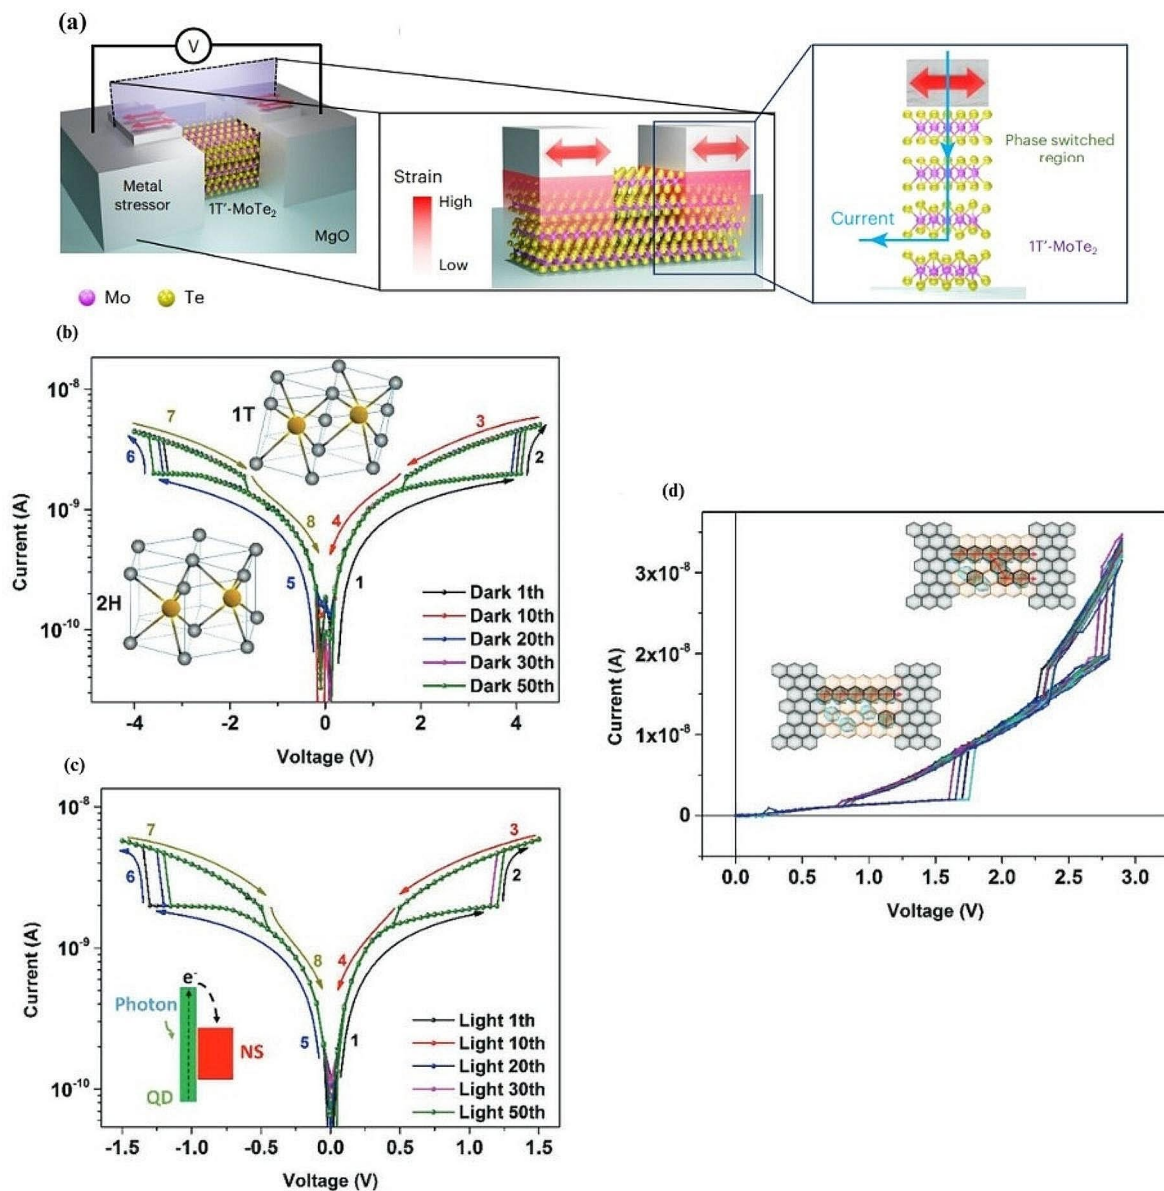 (a)
V
Metal
stressor
1T'-MoTe₂
MgO
Mo
Te
Strain
High
Low
Phase switched
region
Current
1T'-MoTe₂
(b)
10⁻⁸
10⁻⁹
10⁻¹⁰
Current (A)
7
1T
3
6
2
8
4
2H
5
1
Dark 1th
Dark 10th
Dark 20th
Dark 30th
Dark 50th
-4
-2
0
2
4
Voltage (V)
(c)
10⁻⁸
10⁻⁹
10⁻¹⁰
Current (A)
7
3
6
2
8
4
e⁻
Photon
NS
QD
5
1
Light 1th
Light 10th
Light 20th
Light 30th
Light 50th
-1.5
-1.0
-0.5
0.0
0.5
1.0
1.5
Voltage (V)
(d)
3x10⁻⁸
2x10⁻⁸
1x10⁻⁸
0
Current (A)
0.0
0.5
1.0
1.5
2.0
2.5
3.0
Voltage (V)